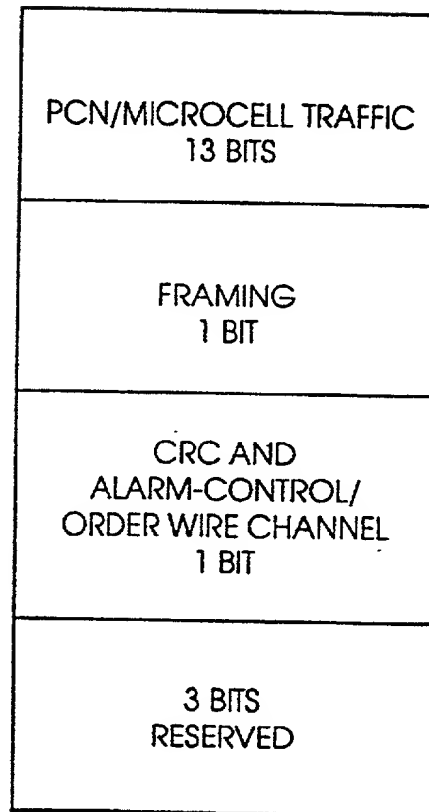 PCN/MICROCELL TRAFFIC
13 BITS
FRAMING
1 BIT
CRC AND
ALARM-CONTROL/
ORDER WIRE CHANNEL
1 BIT
3 BITS
RESERVED